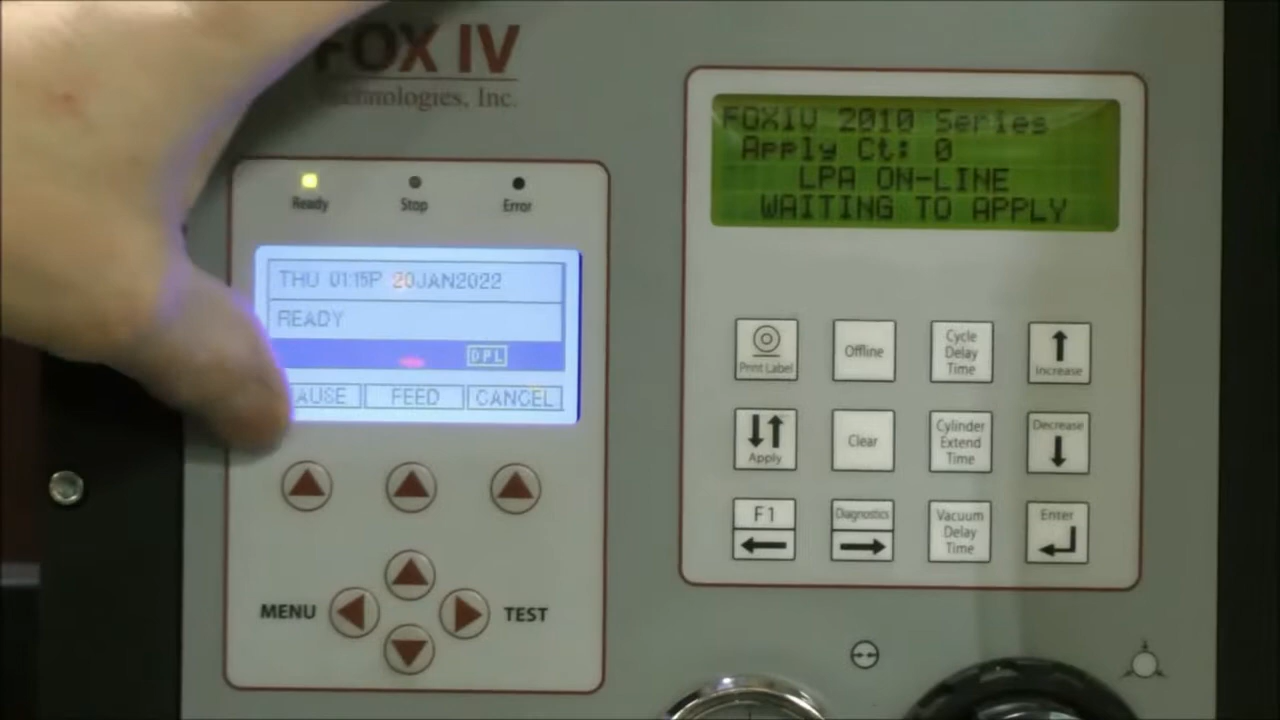 FOX IV
Technologies, Inc.
Ready
Stop
Error
THU 01:15P 20JAN2022
READY
DPL
AUSE
FEED
CANCEL
MENU
TEST
FOXIV 2010 Series
Apply Ct: 0
LPA ON-LINE
WAITING TO APPLY
Print Label
Offline
Cycle
Delay
Time
Increase
Apply
Clear
Cylinder
Extend
Time
Decrease
F1
Diagnostics
Vacuum
Delay
Time
Enter